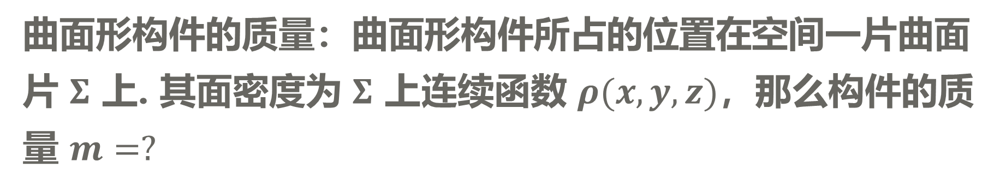 曲面形构件的质量：曲面形构件所占的位置在空间一片曲面
片 Σ 上. 其面密度为 Σ 上连续函数 ρ(x, y, z)，那么构件的质
量 m =?